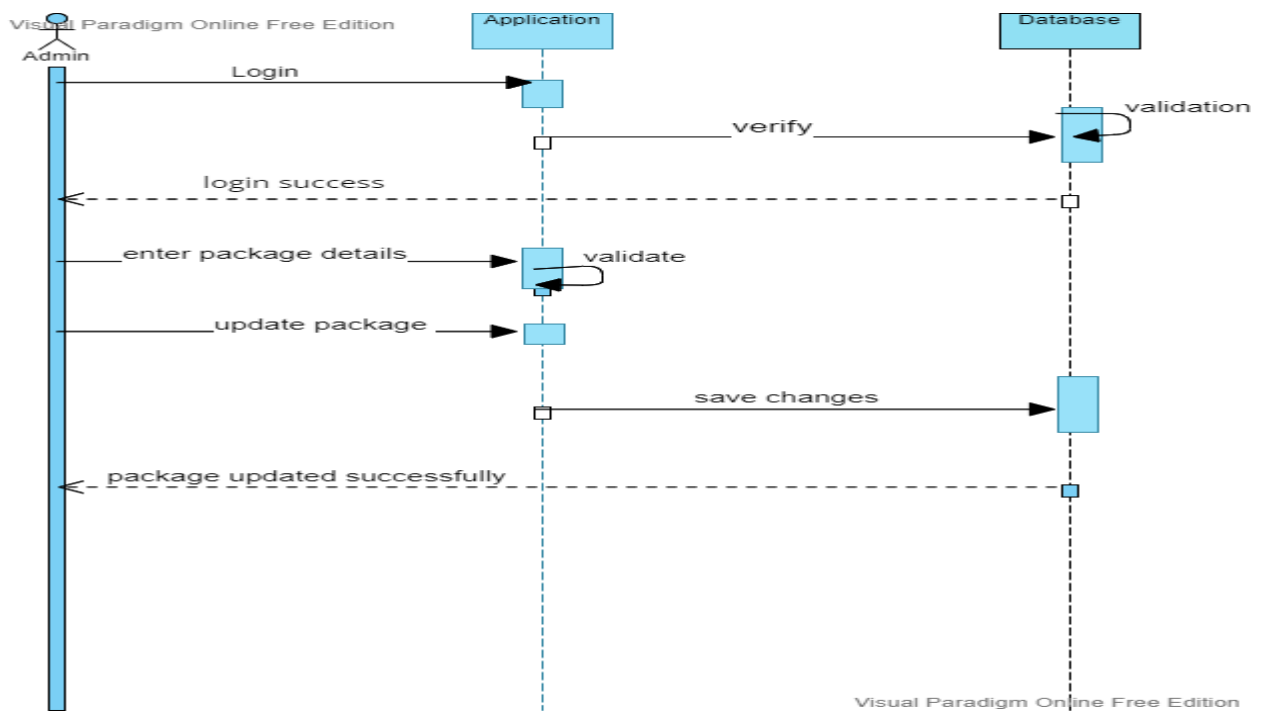 Visual Paradigm Online Free Edition
Admin
Application
Database
Login
validation
verify
login success
enter package details
validate
update package
save changes
package updated successfully
Visual Paradigm Online Free Edition